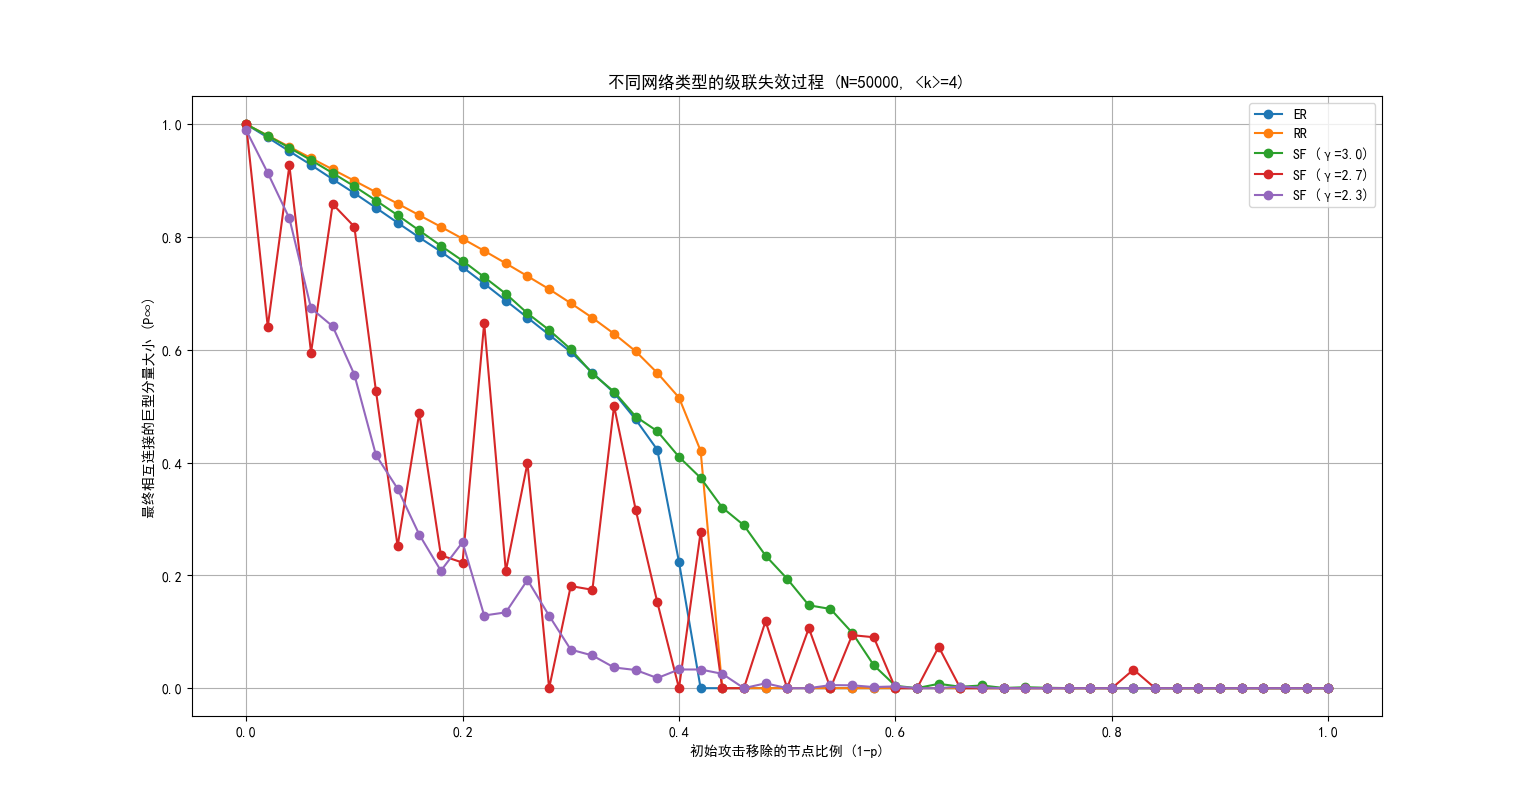 不同网络类型的级联失效过程 (N=50000, <k>=4)
ER
RR
SF (γ=3.0)
SF (γ=2.7)
SF (γ=2.3)
最终相互连接的巨型分量大小 (P∞)
1.0
0.8
0.6
0.4
0.2
0.0
0.0 0.2 0.4 0.6 0.8 1.0
初始攻击移除的节点比例 (1-p)